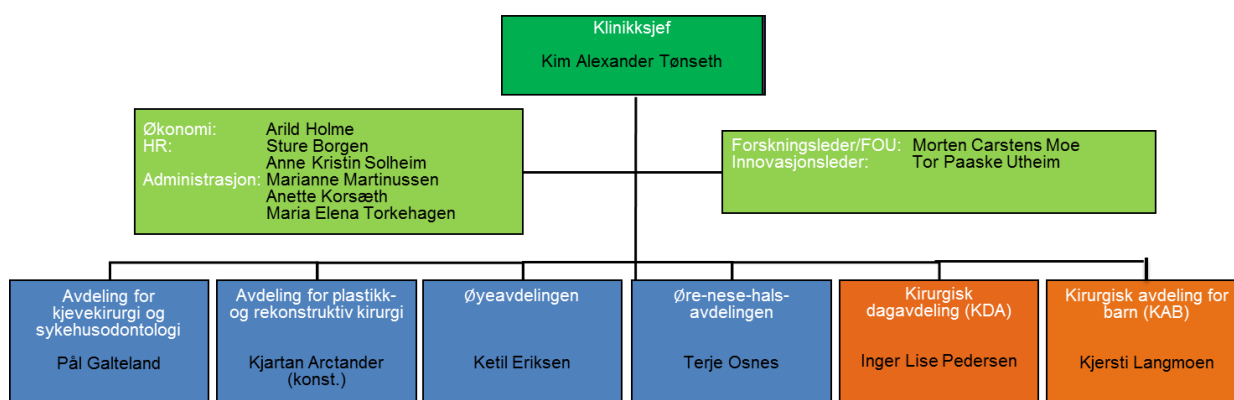 Klinikksjef
Kim Alexander Tønseth
Økonomi: Arild Holme
HR: Sture Borgen
Anne Kristin Solheim
Administrasjon: Marianne Martinussen
Anette Korsæth
Maria Elena Torkehagen
Forskningsleder/FOU: Morten Carstens Moe
Innovasjonsleder: Tor Paaske Utheim
Avdeling for
kjevekirurgi og
sykehusodontologi
Pål Galteland
Avdeling for plastikk-
og rekonstruktiv kirurgi
Kjartan Arctander
(konst.)
Øyeavdelingen
Ketil Eriksen
Øre-nese-hals-
avdelingen
Terje Osnes
Kirurgisk
dagavdeling (KDA)
Inger Lise Pedersen
Kirurgisk avdeling for
barn (KAB)
Kjersti Langmoen